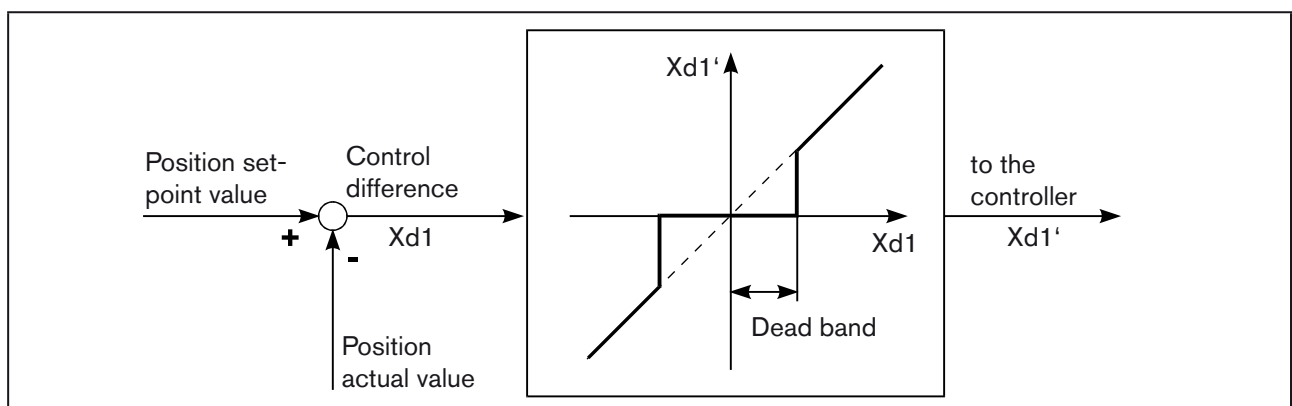 Position set-
point value
+
-
Control
difference
Xd1
Position
actual value
Xd1‘
Xd1
Dead band
to the
controller
Xd1‘